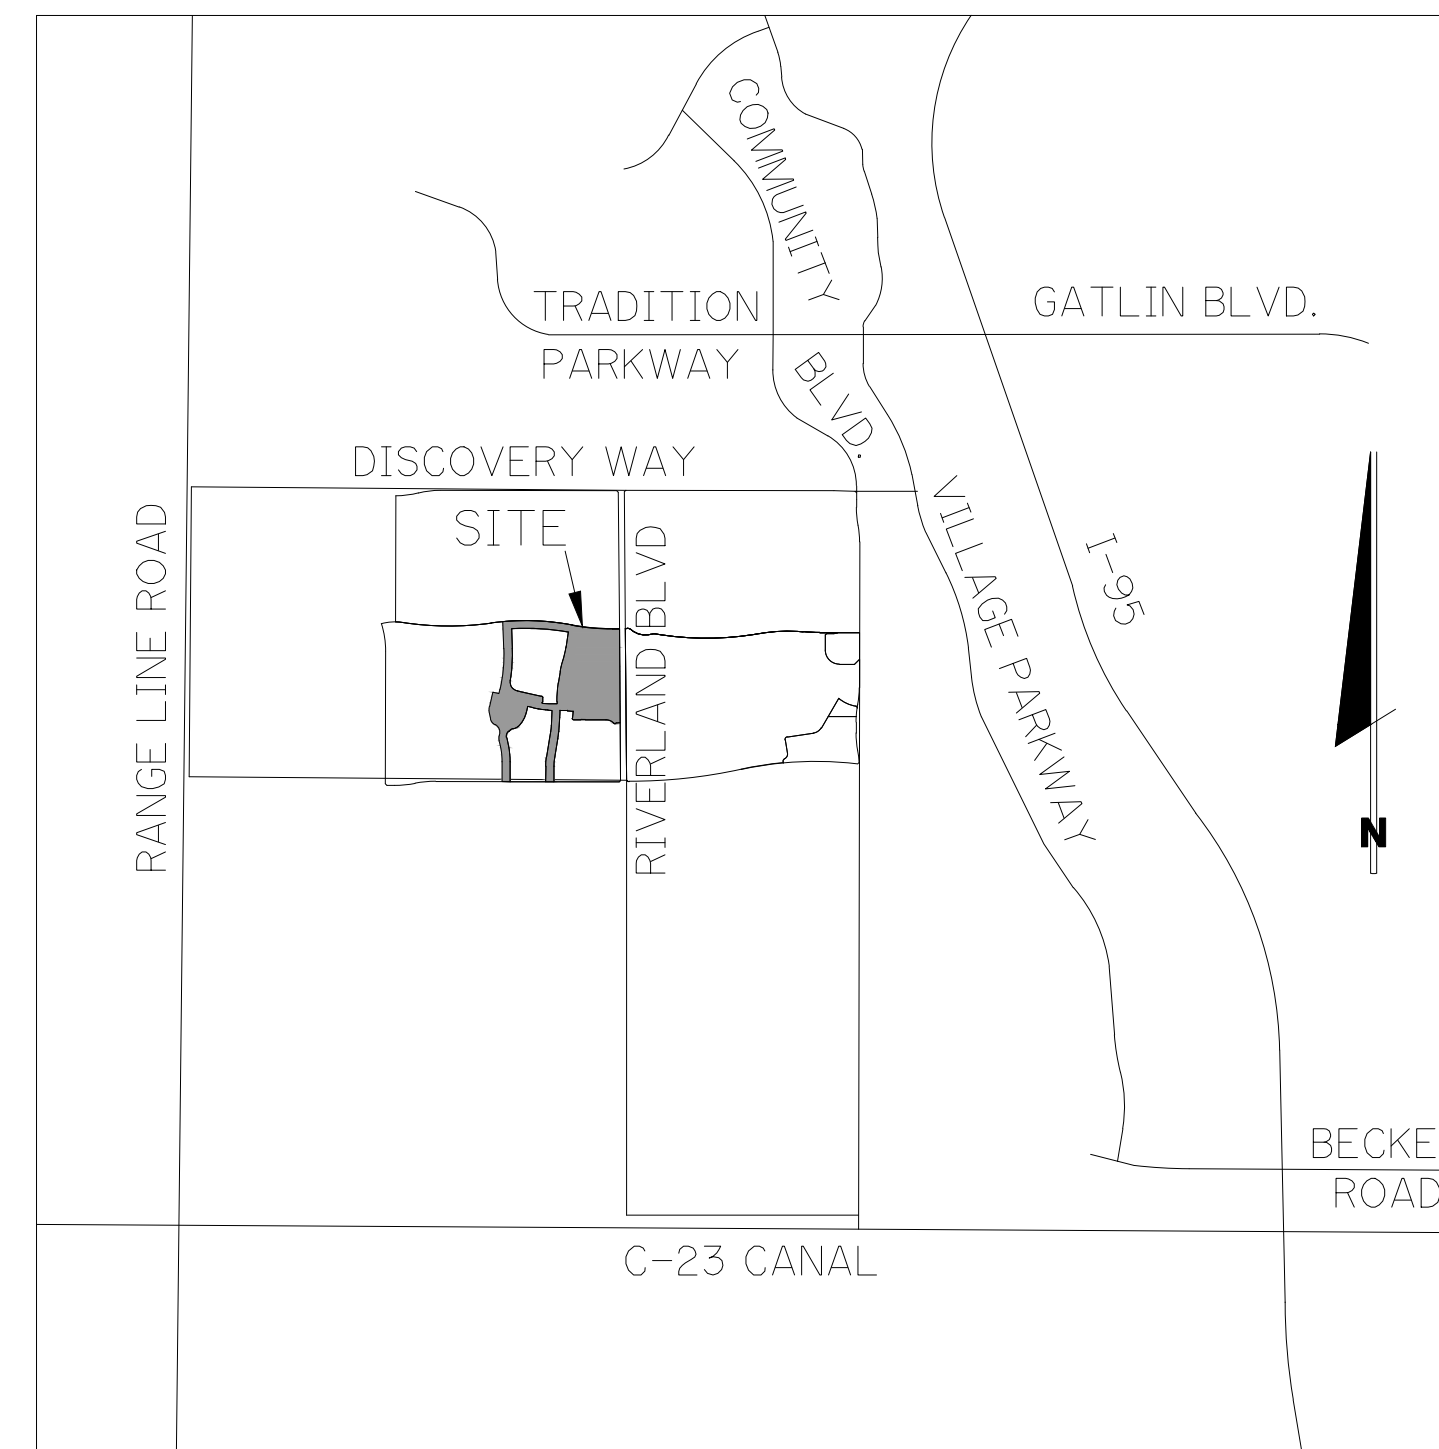 COMMUNITY
BLVD.
TRADITION
PARKWAY
GATLIN BLVD.
DISCOVERY WAY
SITE
RANGE LINE ROAD
RIVERLAND BLVD
VILLAGE PARKWAY
I-95
N
BECKE
ROAD
C-23 CANAL